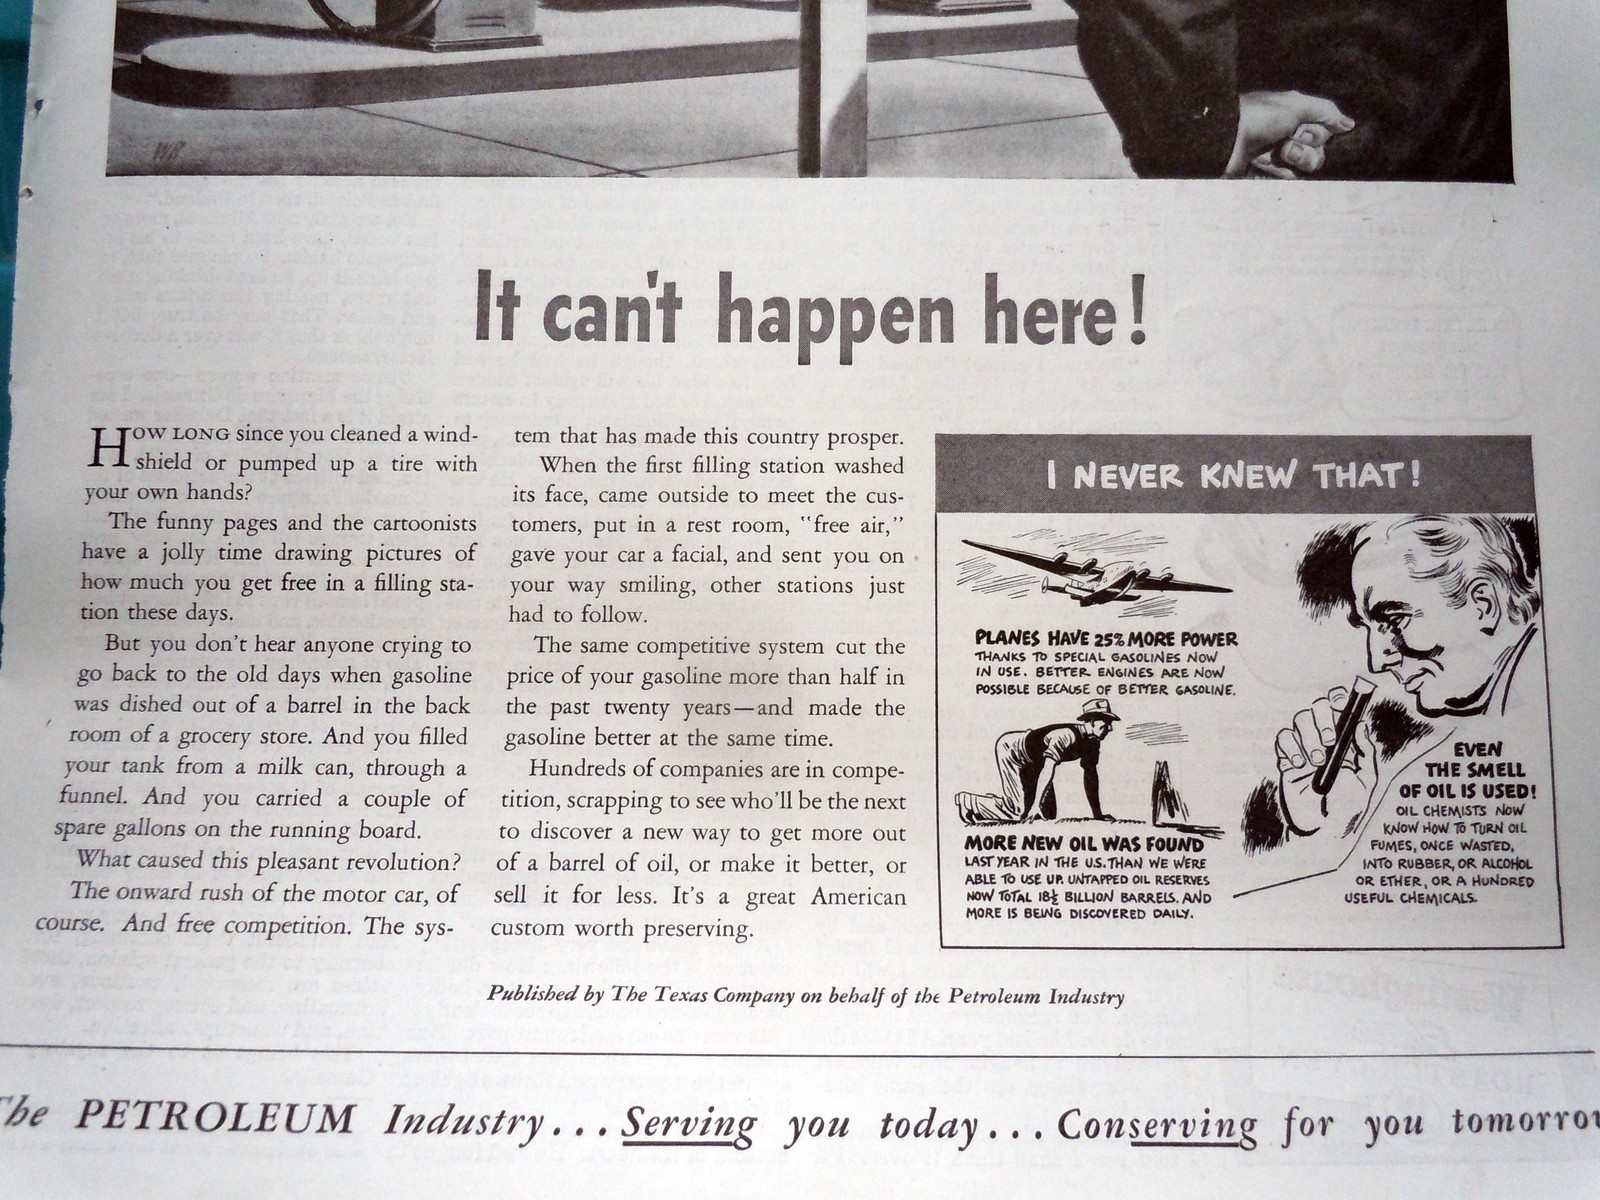 WR
It can't happen here!
HOW LONG since you cleaned a wind-
shield or pumped up a tire with
your own hands?
The funny pages and the cartoonists
have a jolly time drawing pictures of
how much you get free in a filling sta-
tion these days.
But you don't hear anyone crying to
go back to the old days when gasoline
was dished out of a barrel in the back
room of a grocery store. And you filled
your tank from a milk can, through a
funnel. And you carried a couple of
spare gallons on the running board.
What caused this pleasant revolution?
The onward rush of the motor car, of
course. And free competition. The sys-
tem that has made this country prosper.
When the first filling station washed
its face, came outside to meet the cus-
tomers, put in a rest room, "free air,"
gave your car a facial, and sent you on
your way smiling, other stations just
had to follow.
The same competitive system cut the
price of your gasoline more than half in
the past twenty years—and made the
gasoline better at the same time.
Hundreds of companies are in compe-
tition, scrapping to see who'll be the next
to discover a new way to get more out
of a barrel of oil, or make it better, or
sell it for less. It's a great American
custom worth preserving.
I NEVER KNEW THAT!
PLANES HAVE 25% MORE POWER
THANKS TO SPECIAL GASOLINES NOW
IN USE. BETTER ENGINES ARE NOW
POSSIBLE BECAUSE OF BETTER GASOLINE.
MORE NEW OIL WAS FOUND
LAST YEAR IN THE U.S. THAN WE WERE
ABLE TO USE UP. UNTAPPED OIL RESERVES
NOW TOTAL 18½ BILLION BARRELS. AND
MORE IS BEING DISCOVERED DAILY.
EVEN
THE SMELL
OF OIL IS USED!
OIL CHEMISTS NOW
KNOW HOW TO TURN OIL
FUMES, ONCE WASTED,
INTO RUBBER, OR ALCOHOL
OR ETHER, OR A HUNDRED
USEFUL CHEMICALS.
Published by The Texas Company on behalf of the Petroleum Industry
The PETROLEUM Industry... Serving you today... Conserving for you tomorrow